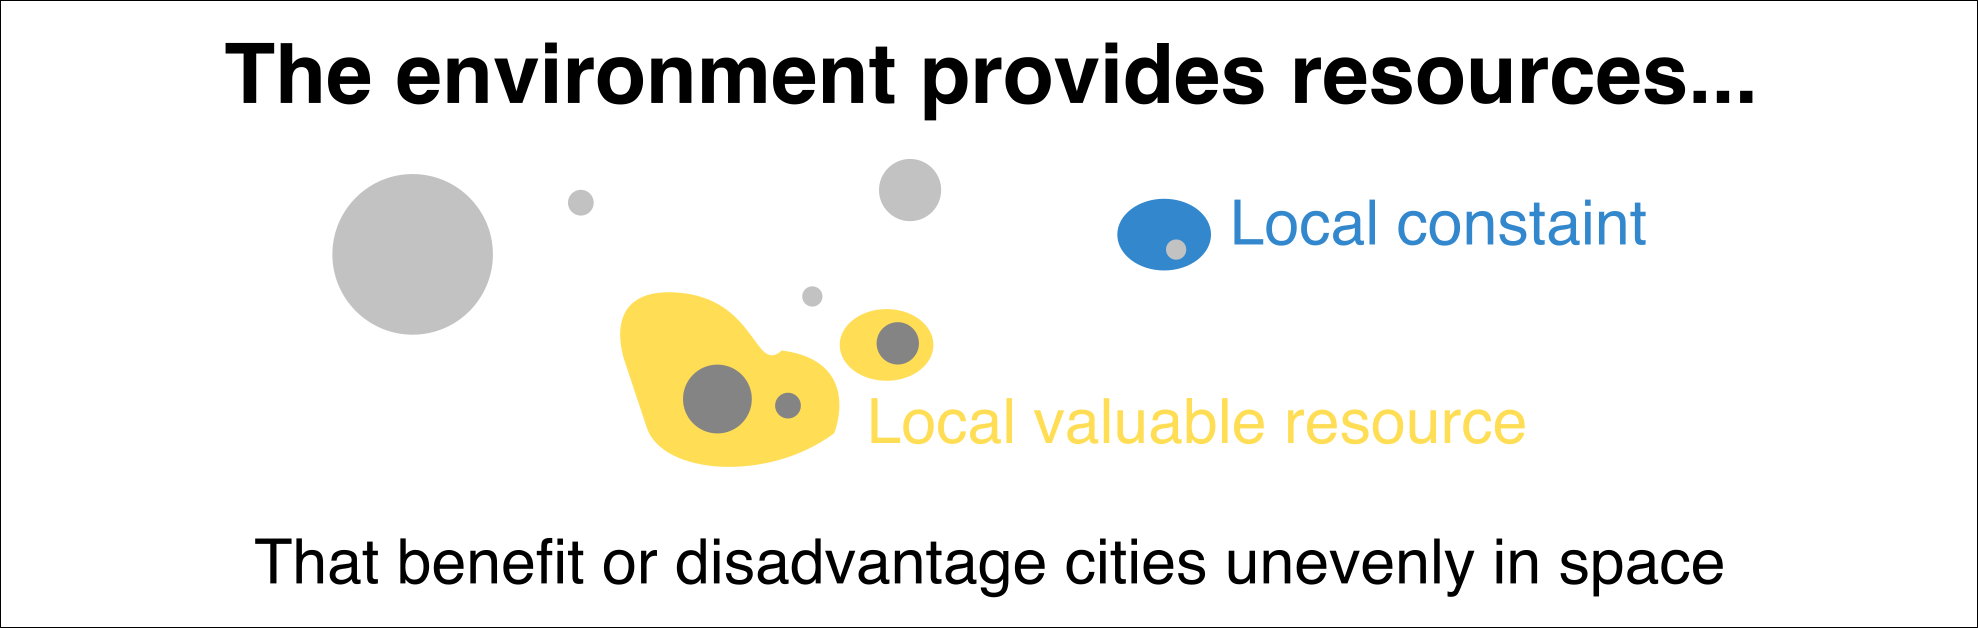 The environment provides resources...
Local constaint
Local valuable resource
That benefit or disadvantage cities unevenly in space